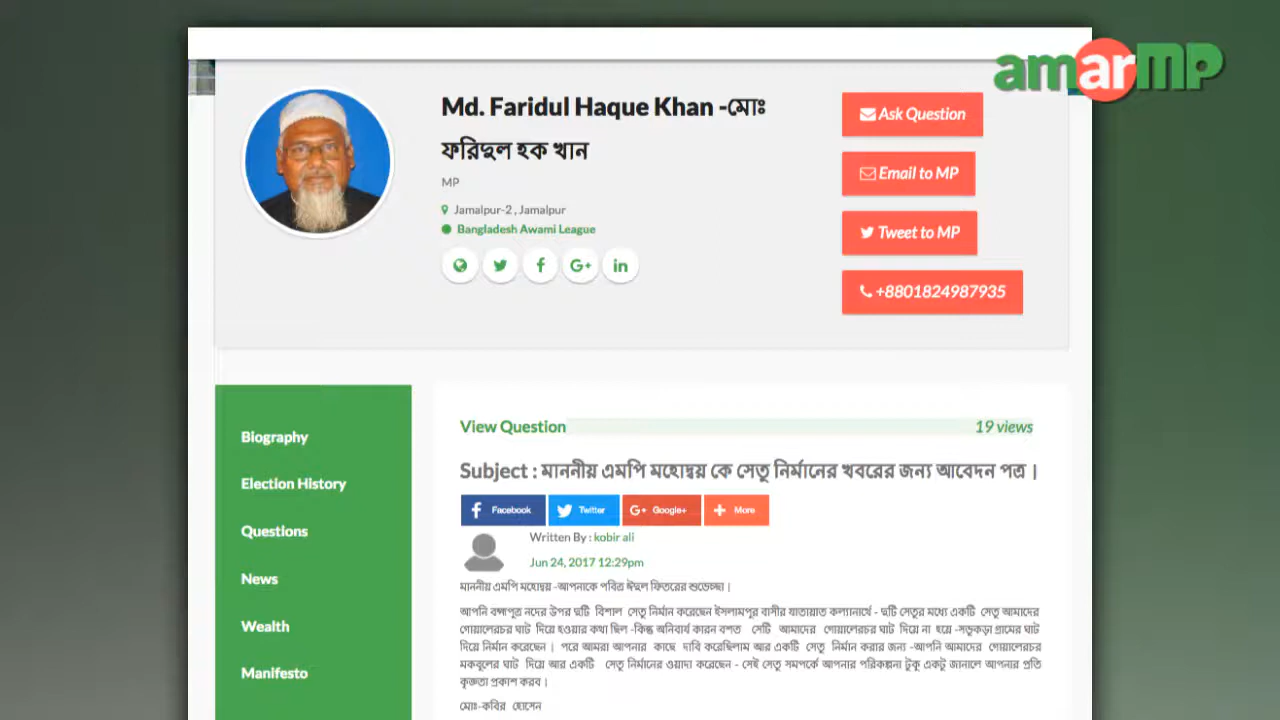 amarMP
Md. Faridul Haque Khan -মোঃ
ফরিদুল হক খান
MP
Jamalpur-2 , Jamalpur
Bangladesh Awami League
Ask Question
Email to MP
Tweet to MP
+8801824987935
Biography
Election History
Questions
News
Wealth
Manifesto
View Question
19 views
Subject : মাননীয় এমপি মহোদ্বয় কে সেতু নির্মানের খবরের জন্য আবেদন পত্র ।
Facebook
Twitter
Google+
More
Written By : kobir ali
Jun 24, 2017 12:29pm
মাননীয় এমপি মহোদ্বয় -আপনাকে পবিত্র ঈদুল ফিতরের শুভেচ্ছা ।
আপনি বহ্মপুত্র নদের উপর দুটি বিশাল সেতু নির্মান করেছেন ইসলামপুর বাসীর যাতায়াত কল্যানার্থে - দুটি সেতুর মধ্যে একটি সেতু আমাদের
গোয়ালেরচর ঘাট দিয়ে হওয়ার কথা ছিল -কিন্তু অনিবার্য কারন বশত সেটি আমাদের গোয়ালেরচর ঘাট দিয়ে না হয়ে -সভুকড়া গ্রামের ঘাট
দিয়ে নির্মান করেছেন । পরে আমরা আপনার কাছে দাবি করেছিলাম আর একটি সেতু নির্মান করার জন্য -আপনি আমাদের গোয়ালেরচর
মকবুলের ঘাট দিয়ে আর একটি সেতু নির্মানের ওয়াদা করেছেন - সেই সেতু সমপর্কে আপনার পরিকল্পনা টুকু একটু জানালে আপনার প্রতি
কৃজ্ঞতা প্রকাশ করব ।
মোঃ-কবির হোসেন